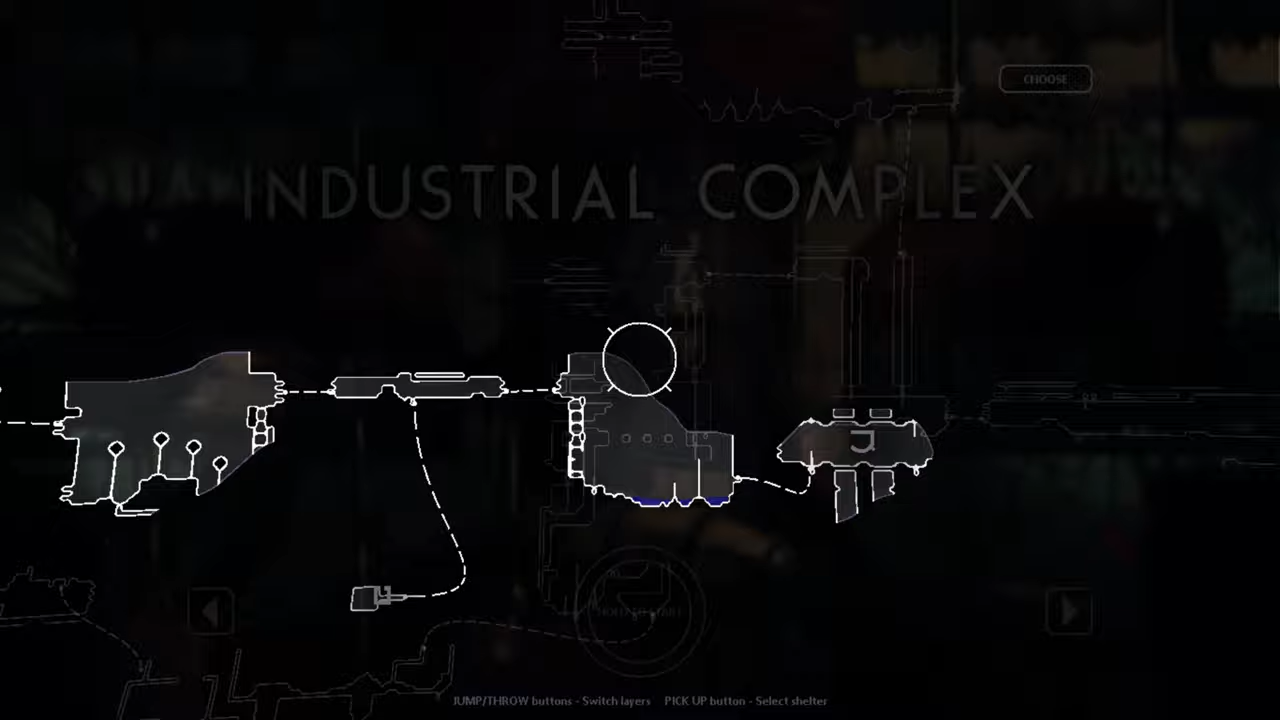 CHOOSE
INDUSTRIAL COMPLEX
JUMP/THROW buttons - Switch layers    PICK UP button - Select shelter